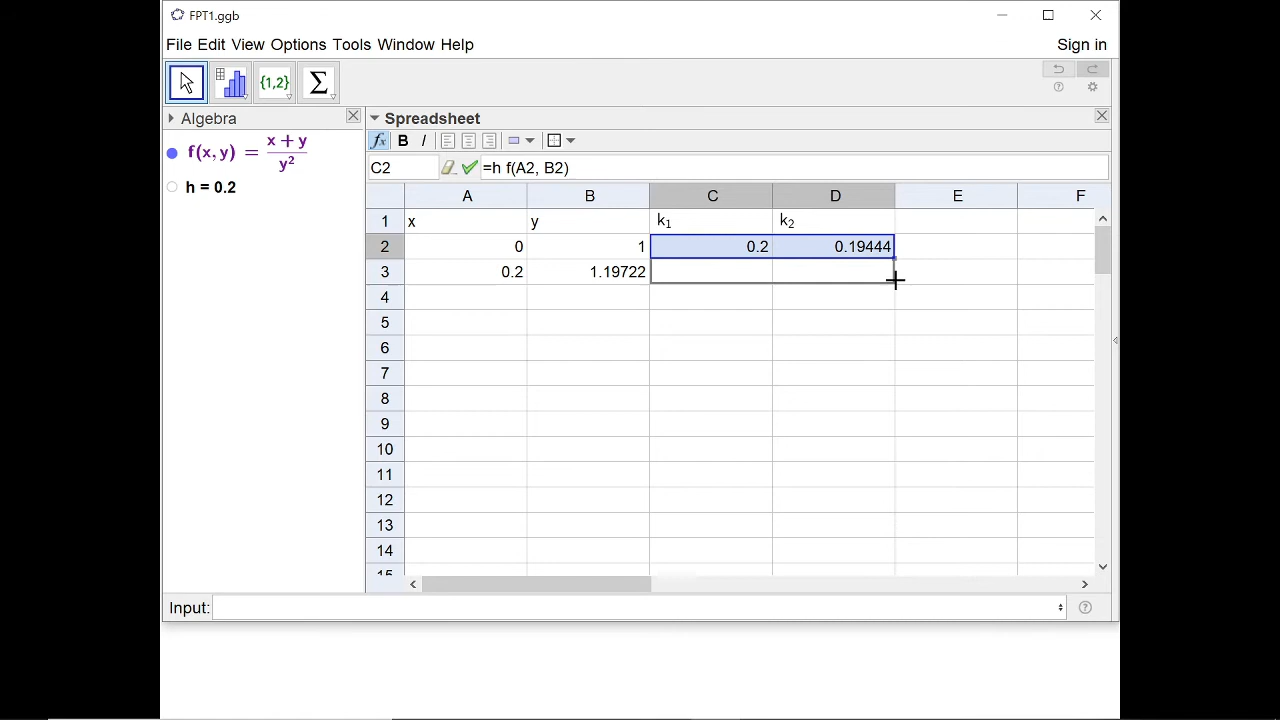 FPT1.ggb
File Edit View Options Tools Window Help
Sign in
{1,2} Σ
Algebra
Spreadsheet
f(x,y) = (x + y)/y²
h = 0.2
fx B I
C2 =h f(A2, B2)
A B C D E F
1 x y k₁ k₂
2 0 1 0.2 0.19444
3 0.2 1.19722
4
5
6
7
8
9
10
11
12
13
14
15
Input: